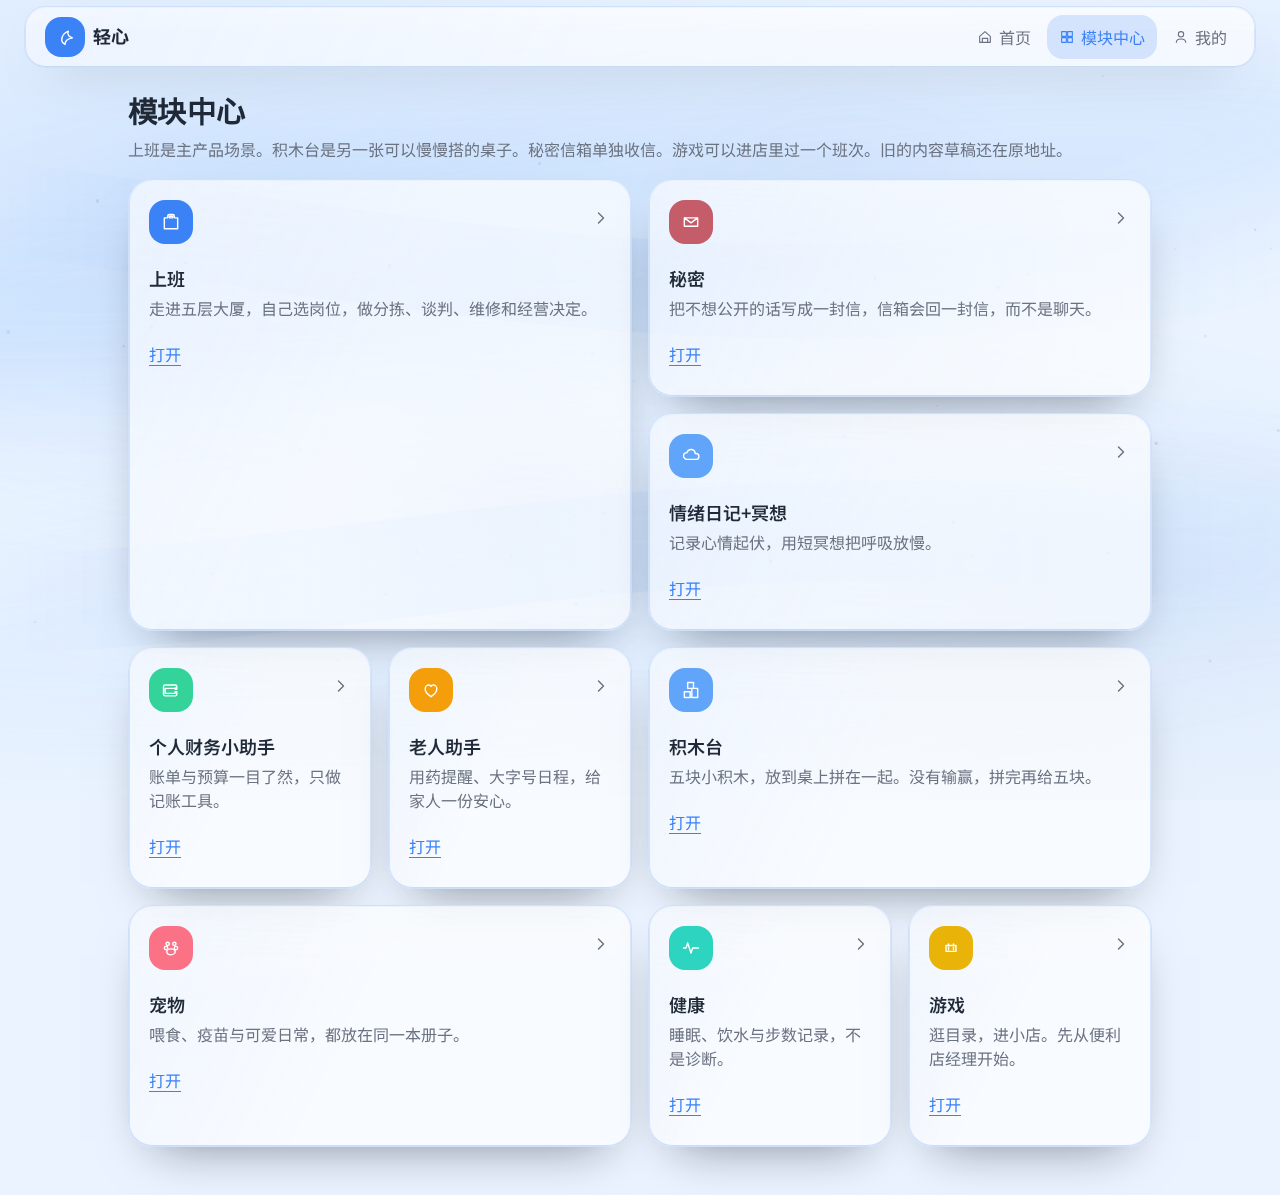 轻心
首页
模块中心
我的
模块中心
上班是主产品场景。积木台是另一张可以慢慢搭的桌子。秘密信箱单独收信。游戏可以进店里过一个班次。旧的内容草稿还在原地址。
上班
走进五层大厦，自己选岗位，做分拣、谈判、维修和经营决定。
打开
秘密
把不想公开的话写成一封信，信箱会回一封信，而不是聊天。
打开
情绪日记+冥想
记录心情起伏，用短冥想把呼吸放慢。
打开
个人财务小助手
账单与预算一目了然，只做
记账工具。
打开
老人助手
用药提醒、大字号日程，给
家人一份安心。
打开
积木台
五块小积木，放到桌上拼在一起。没有输赢，拼完再给五块。
打开
宠物
喂食、疫苗与可爱日常，都放在同一本册子。
打开
健康
睡眠、饮水与步数记录，不
是诊断。
打开
游戏
逛目录，进小店。先从便利
店经理开始。
打开